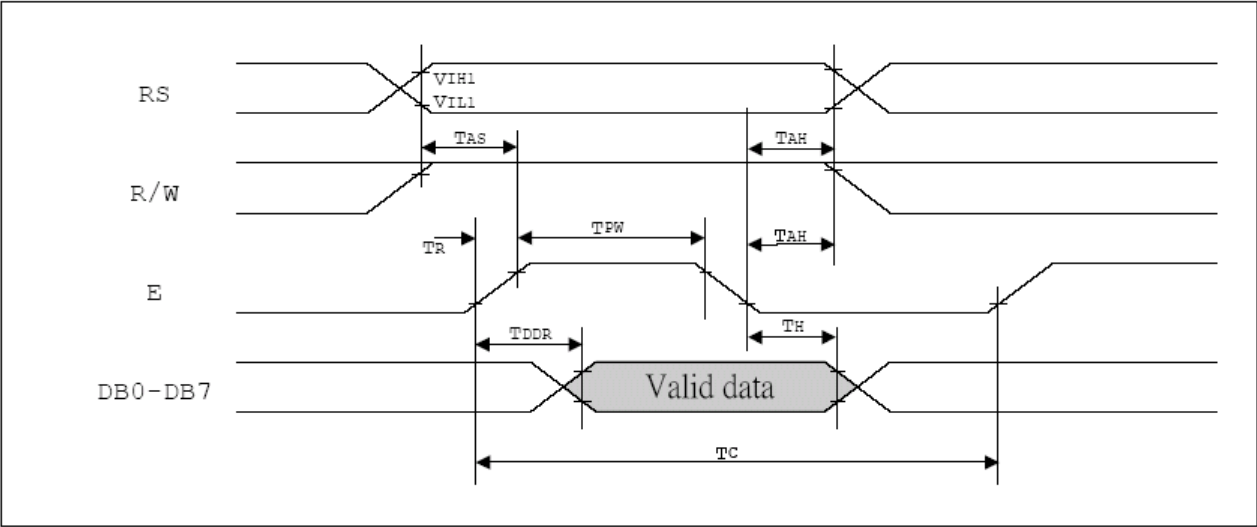 RS
VIH1
VIL1
TAS
TAH
R/W
TR
TPW
TAH
E
TDDR
TH
DB0-DB7
Valid data
TC